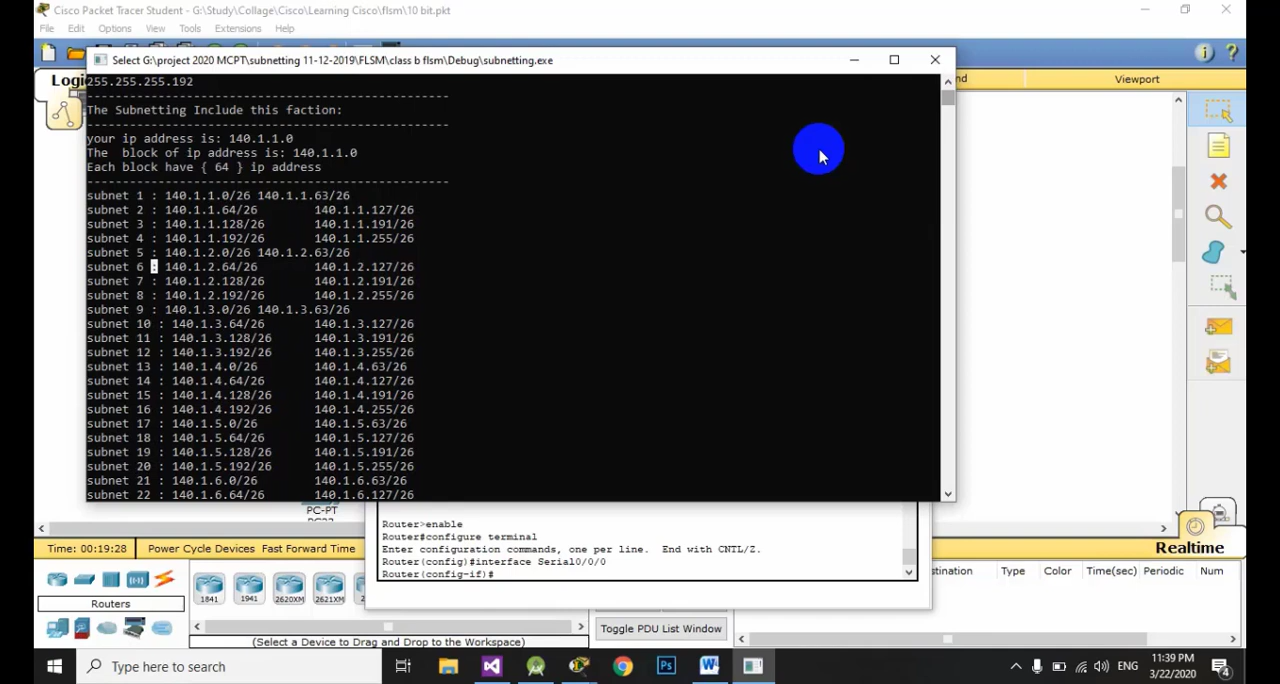 Cisco Packet Tracer Student - G:\Study\Collage\Cisco\Learning Cisco\flsm\10 bit.pkt
File Edit Options View Tools Extensions Help
Select G:\project 2020 MCPT\subnetting 11-12-2019\FLSM\class b flsm\Debug\subnetting.exe
Logi
nd
Viewport
255.255.255.192
---------------------------------------------------
The Subnetting Include this faction:
---------------------------------------------------
your ip address is: 140.1.1.0
The block of ip address is: 140.1.1.0
Each block have { 64 } ip address
---------------------------------------------------
subnet 1 : 140.1.1.0/26 140.1.1.63/26
subnet 2 : 140.1.1.64/26 140.1.1.127/26
subnet 3 : 140.1.1.128/26 140.1.1.191/26
subnet 4 : 140.1.1.192/26 140.1.1.255/26
subnet 5 : 140.1.2.0/26 140.1.2.63/26
subnet 6 : 140.1.2.64/26 140.1.2.127/26
subnet 7 : 140.1.2.128/26 140.1.2.191/26
subnet 8 : 140.1.2.192/26 140.1.2.255/26
subnet 9 : 140.1.3.0/26 140.1.3.63/26
subnet 10 : 140.1.3.64/26 140.1.3.127/26
subnet 11 : 140.1.3.128/26 140.1.3.191/26
subnet 12 : 140.1.3.192/26 140.1.3.255/26
subnet 13 : 140.1.4.0/26 140.1.4.63/26
subnet 14 : 140.1.4.64/26 140.1.4.127/26
subnet 15 : 140.1.4.128/26 140.1.4.191/26
subnet 16 : 140.1.4.192/26 140.1.4.255/26
subnet 17 : 140.1.5.0/26 140.1.5.63/26
subnet 18 : 140.1.5.64/26 140.1.5.127/26
subnet 19 : 140.1.5.128/26 140.1.5.191/26
subnet 20 : 140.1.5.192/26 140.1.5.255/26
subnet 21 : 140.1.6.0/26 140.1.6.63/26
subnet 22 : 140.1.6.64/26 140.1.6.127/26
PC-PT
Router>enable
Router#configure terminal
Enter configuration commands, one per line. End with CNTL/Z.
Router(config)#interface Serial0/0/0
Router(config-if)#
Time: 00:19:28 Power Cycle Devices Fast Forward Time
Realtime
stination Type Color Time(sec) Periodic Num
1841 1941 2620XM 2621XM 2
Routers
Toggle PDU List Window
(Select a Device to Drag and Drop to the Workspace)
Type here to search
ENG
11:39 PM
3/22/2020
4